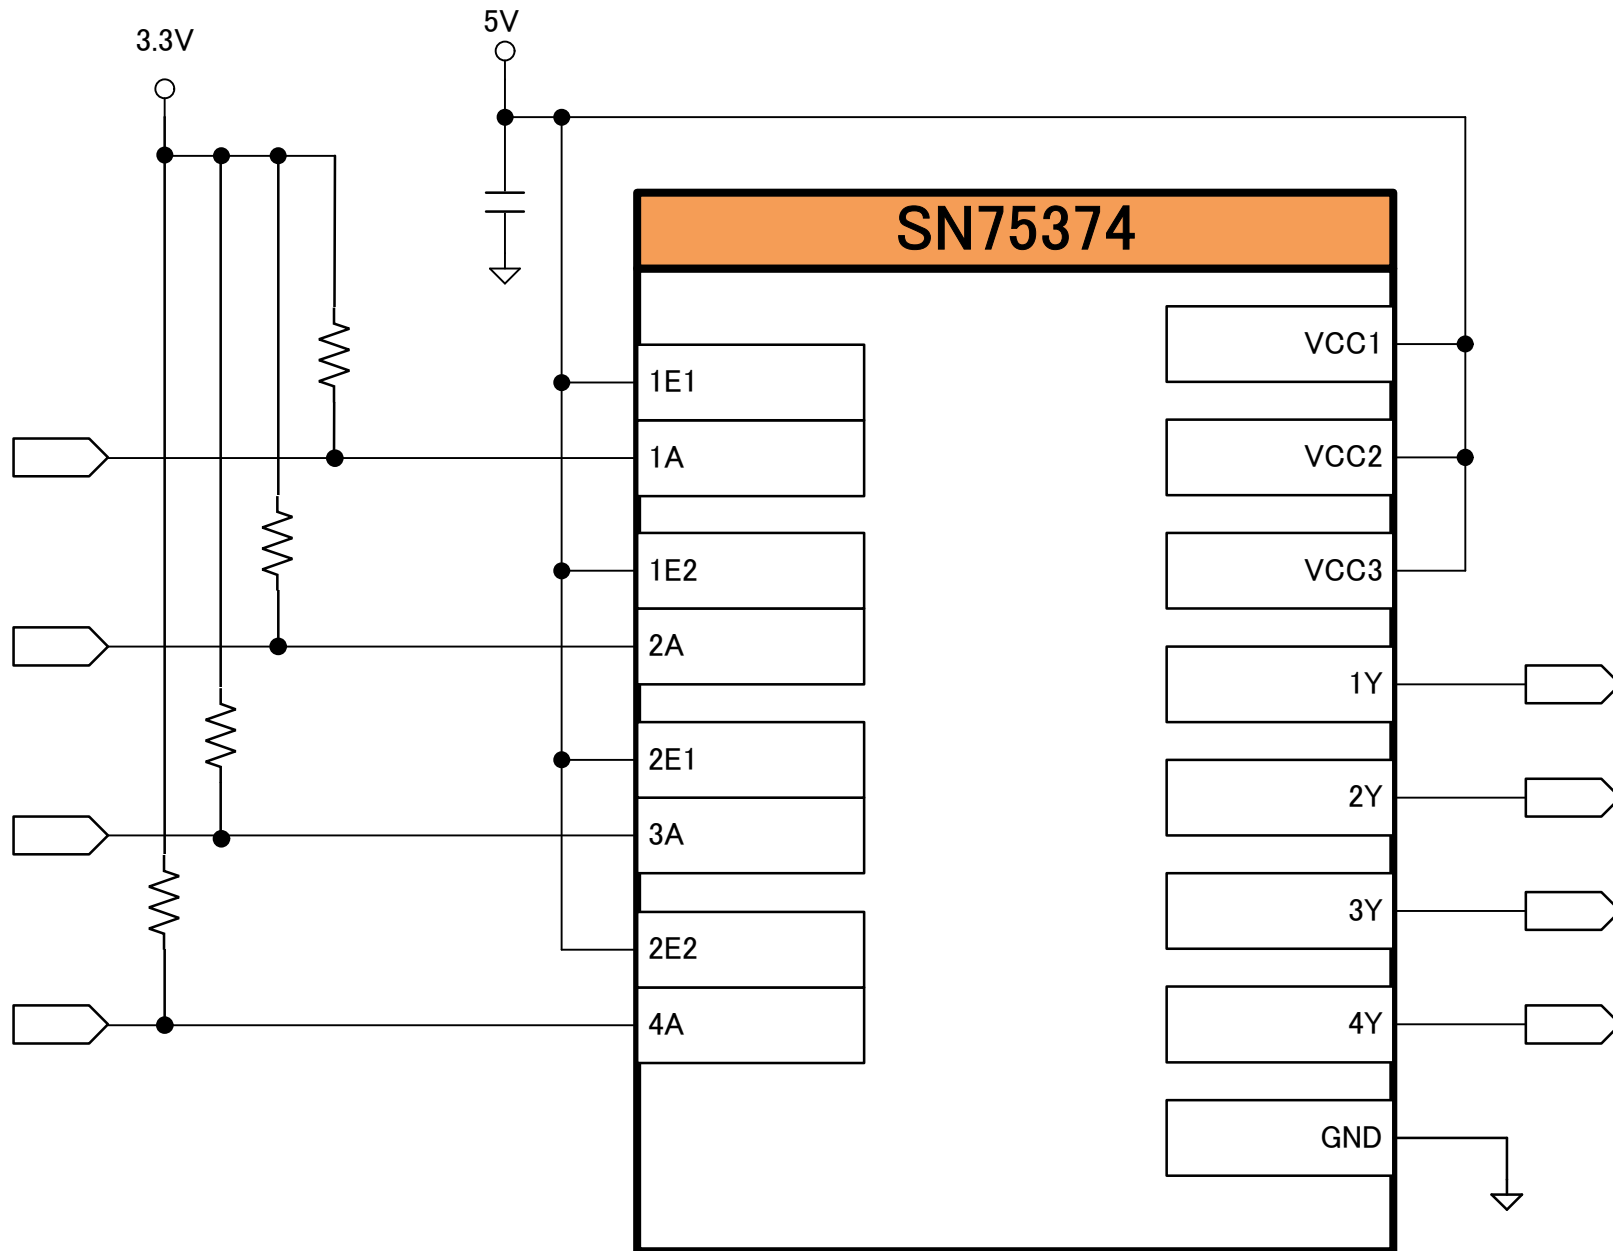 3.3V
5V
SN75374
1E1
1A
1E2
2A
2E1
3A
2E2
4A
VCC1
VCC2
VCC3
1Y
2Y
3Y
4Y
GND